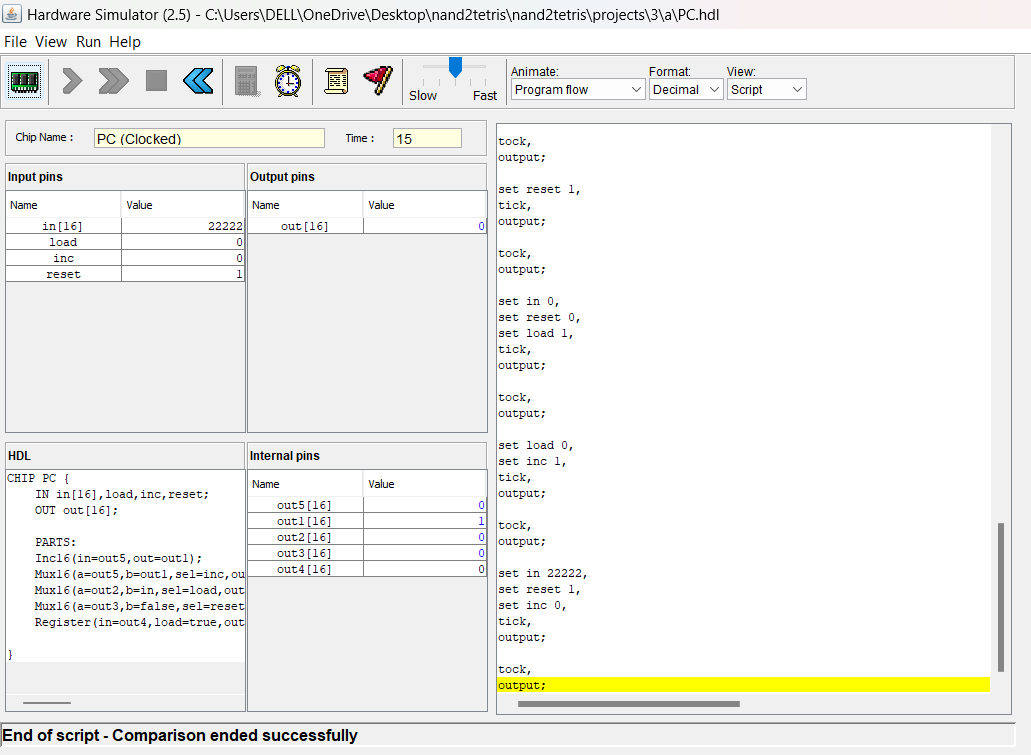 Hardware Simulator (2.5) - C:\Users\DELL\OneDrive\Desktop\nand2tetris\nand2tetris\projects\3\a\PC.hdl
File View Run Help
Slow Fast
Animate: Format: View:
Program flow Decimal Script
Chip Name : PC (Clocked) Time : 15
Input pins
Name Value
in[16] 22222
load 0
inc 0
reset 1
Output pins
Name Value
out[16] 0
HDL
CHIP PC {
IN in[16],load,inc,reset;
OUT out[16];
PARTS:
Inc16(in=out5,out=out1);
Mux16(a=out5,b=out1,sel=inc,ou
Mux16(a=out2,b=in,sel=load,out
Mux16(a=out3,b=false,sel=reset
Register(in=out4,load=true,out
}
Internal pins
Name Value
out5[16] 0
out1[16] 1
out2[16] 0
out3[16] 0
out4[16] 0
tock,
output;
set reset 1,
tick,
output;
tock,
output;
set in 0,
set reset 0,
set load 1,
tick,
output;
tock,
output;
set load 0,
set inc 1,
tick,
output;
tock,
output;
set in 22222,
set reset 1,
set inc 0,
tick,
output;
tock,
output;
End of script - Comparison ended successfully